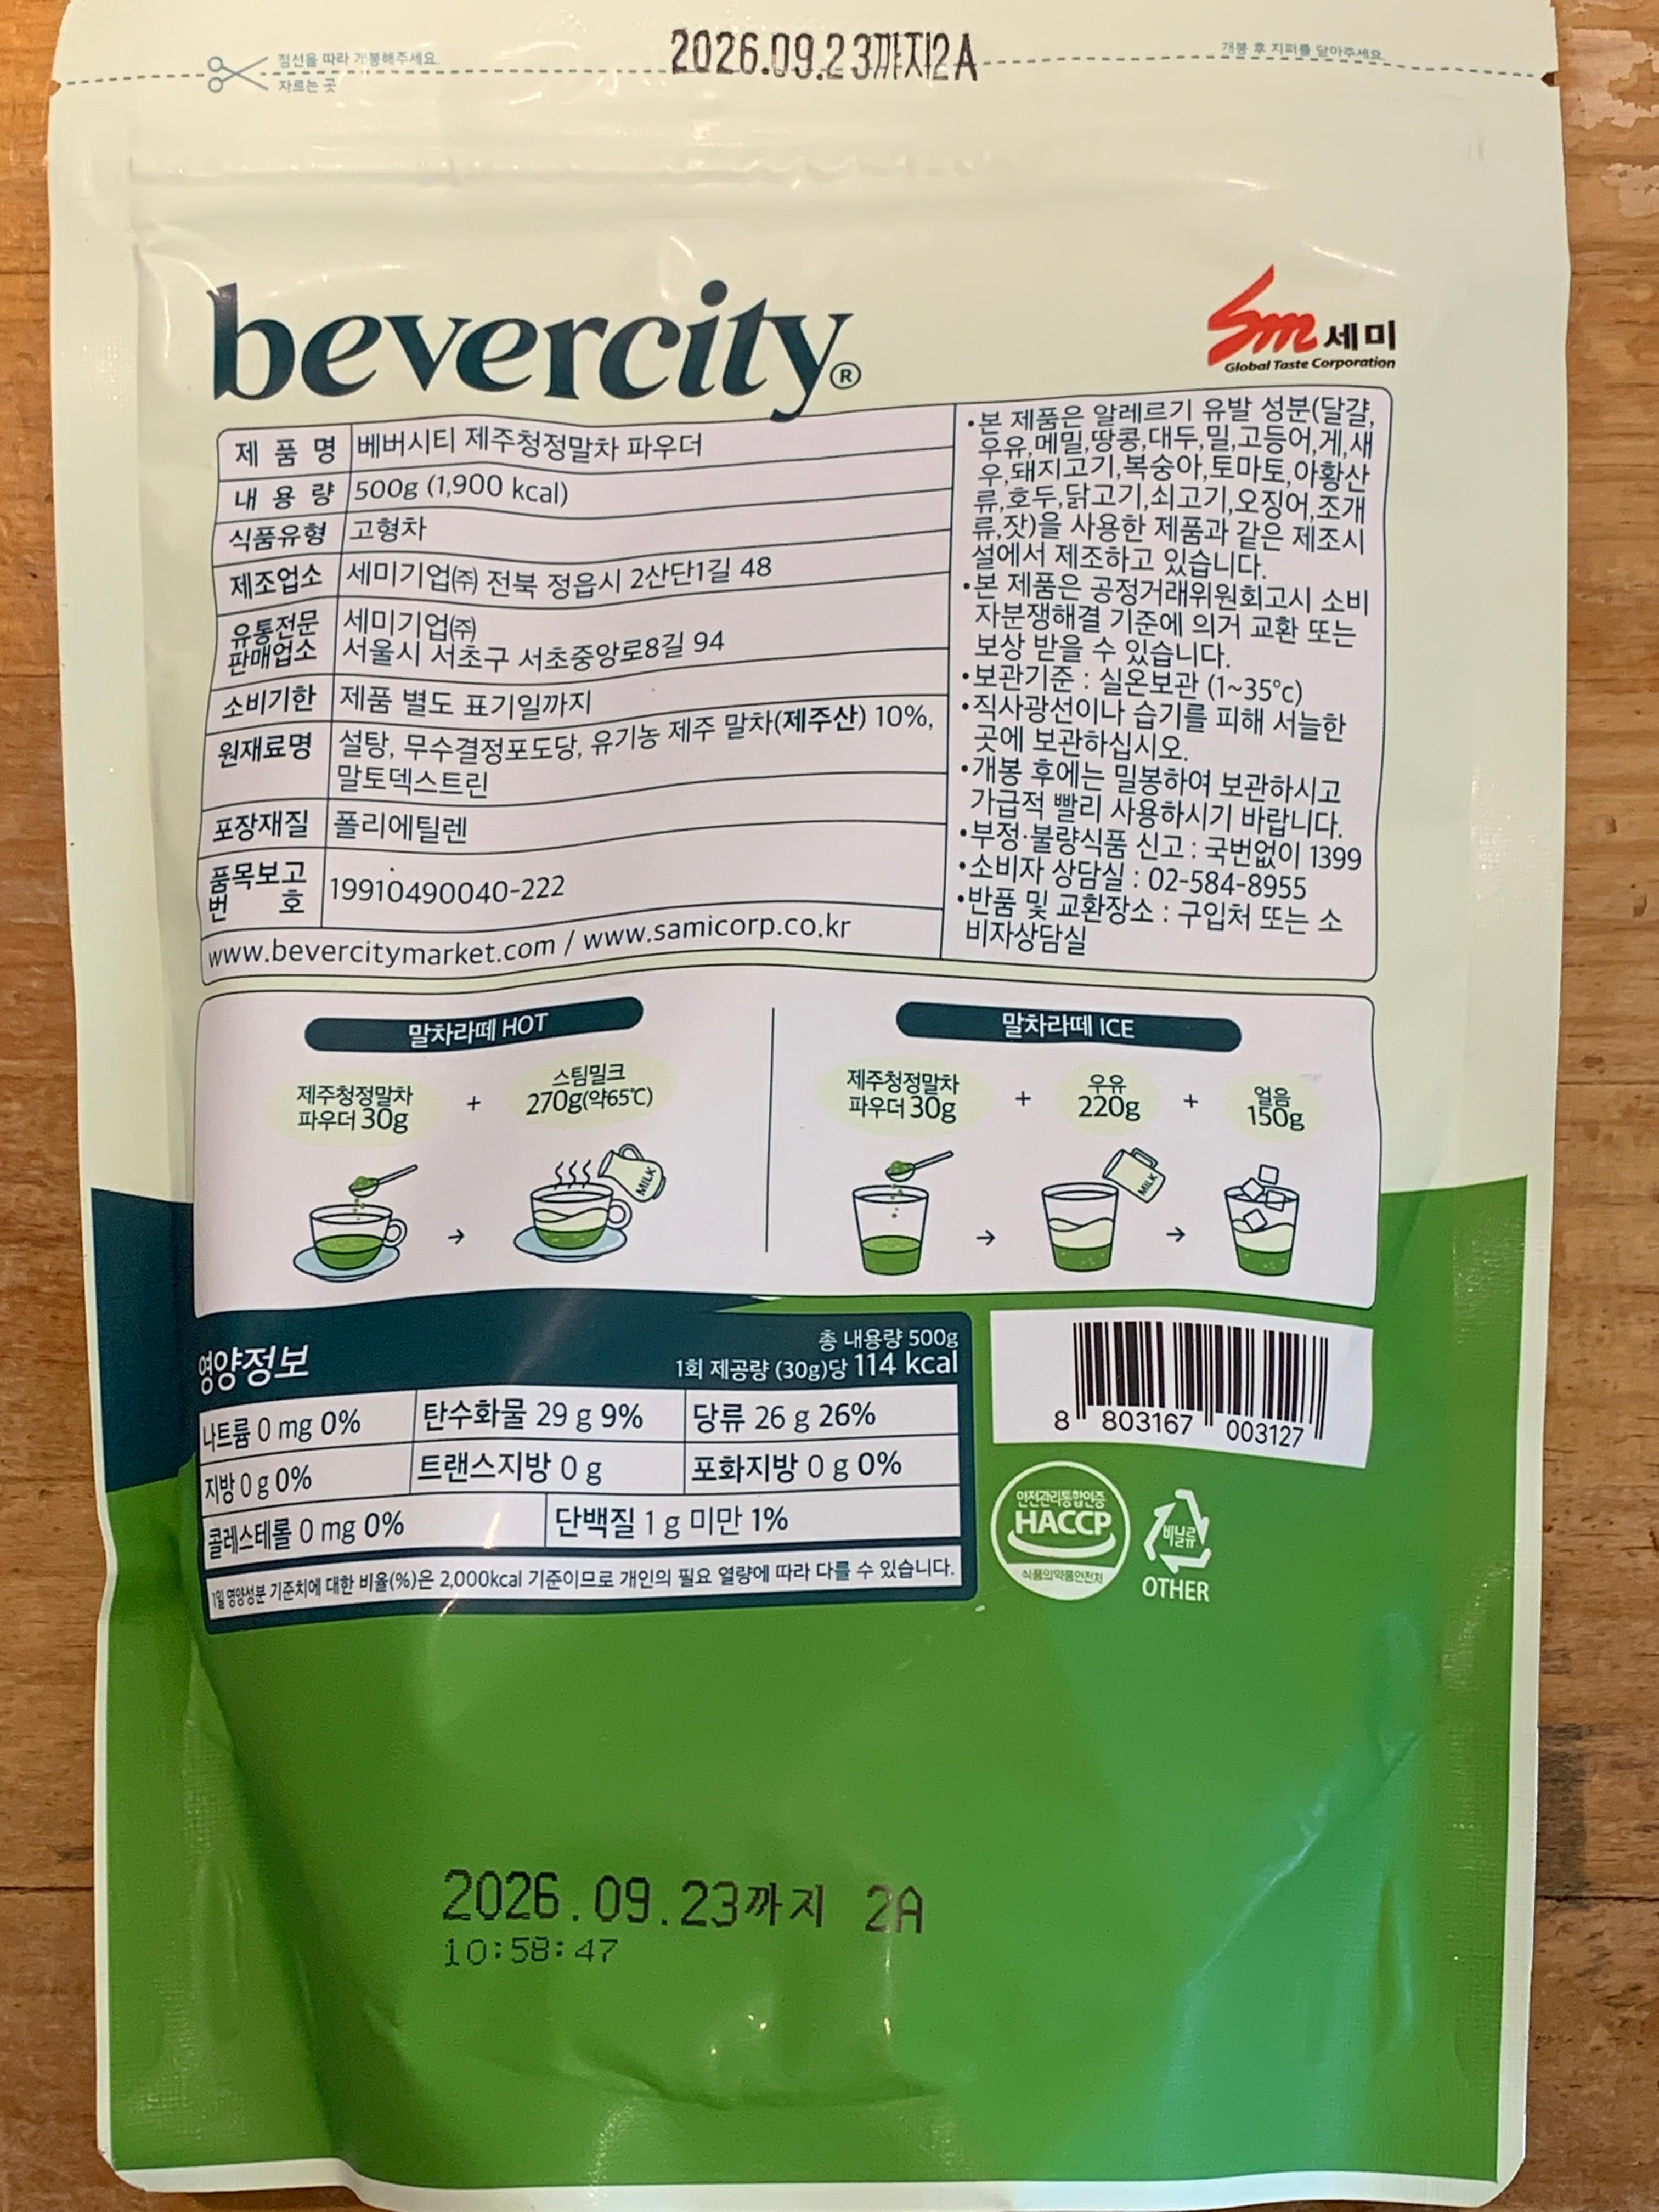 점선을 따라 개봉해주세요.
자르는 곳
2026.09.23까지2A
개봉 후 지퍼를 닫아주세요
bevercity®
Sm 세미
Global Taste Corporation
제 품 명 베버시티 제주청정말차 파우더
내 용 량 500g (1,900 kcal)
식품유형 고형차
제조업소 세미기업㈜ 전북 정읍시 2산단1길 48
유통전문
판매업소
세미기업㈜
서울시 서초구 서초중앙로8길 94
소비기한 제품 별도 표기일까지
원재료명 설탕, 무수결정포도당, 유기농 제주 말차(제주산) 10%,
말토덱스트린
포장재질 폴리에틸렌
품목보고
번 호
19910490040-222
www.bevercitymarket.com / www.samicorp.co.kr
•본 제품은 알레르기 유발 성분(달걀,
우유,메밀,땅콩,대두,밀,고등어,게,새
우,돼지고기,복숭아,토마토,아황산
류,호두,닭고기,쇠고기,오징어,조개
류,잣)을 사용한 제품과 같은 제조시
설에서 제조하고 있습니다.
•본 제품은 공정거래위원회고시 소비
자분쟁해결 기준에 의거 교환 또는
보상 받을 수 있습니다.
•보관기준 : 실온보관 (1~35℃)
•직사광선이나 습기를 피해 서늘한
곳에 보관하십시오.
•개봉 후에는 밀봉하여 보관하시고
가급적 빨리 사용하시기 바랍니다.
•부정·불량식품 신고 : 국번없이 1399
•소비자 상담실 : 02-584-8955
•반품 및 교환장소 : 구입처 또는 소
비자상담실
말차라떼 HOT
제주청정말차
파우더 30g
+
스팀밀크
270g(약65℃)
MILK
말차라떼 ICE
제주청정말차
파우더 30g
+
우유
220g
+
얼음
150g
MILK
영양정보
총 내용량 500g
1회 제공량 (30g)당 114 kcal
나트륨 0 mg 0% 탄수화물 29 g 9% 당류 26 g 26%
지방 0 g 0% 트랜스지방 0 g 포화지방 0 g 0%
콜레스테롤 0 mg 0% 단백질 1 g 미만 1%
1일 영양성분 기준치에 대한 비율(%)은 2,000kcal 기준이므로 개인의 필요 열량에 따라 다를 수 있습니다.
8 803167 003127
안전관리통합인증
HACCP
식품의약품안전처
비닐류
OTHER
2026.09.23까지 2A
10:58:47